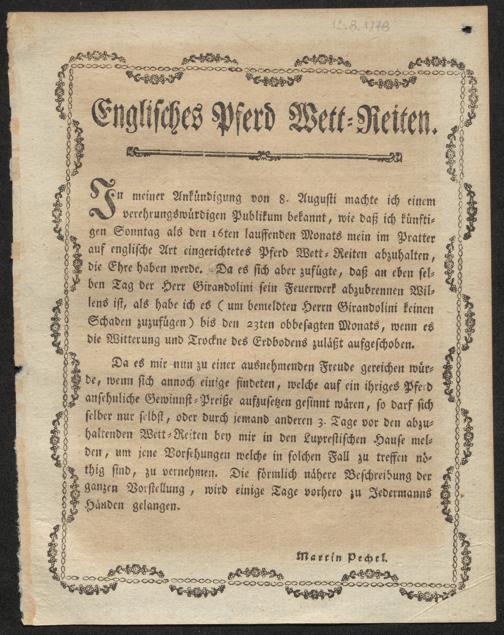 12.8.1778
Englisches Pferd Wett-Reiten.
In meiner Ankündigung von 8. Augusti machte ich einem
verehrungswürdigen Publikum bekannt, wie daß ich künfti-
gen Sonntag als den 16ten lauffenden Monats mein im Pratter
auf englische Art eingerichtetes Pferd Wett-Reiten abzuhalten,
die Ehre haben werde. Da es sich aber zufügte, daß an eben sel-
ben Tag der Herr Girandolini sein Feuerwerk abzubrennen Wil-
lens ist, als habe ich es ( um bemeldten Herrn Girandolini keinen
Schaden zuzufügen ) bis den 23ten obbesagten Monats, wenn es
die Witterung und Trockne des Erdbodens zuläßt aufgeschoben.
Da es mir nun zu einer ausnehmenden Freude gereichen wür-
de, wenn sich annoch einige findeten, welche auf ein ihriges Pferd
ansehnliche Gewinnst-Preiße aufzusetzen gesinnt wären, so darf sich
selber nur selbst, oder durch jemand anderen 3. Tage vor den abzu-
haltenden Wett-Reiten bey mir in den Luprestischen Hause mel-
den, um jene Vorsehungen welche in solchen Fall zu treffen nö-
thig sind, zu vernehmen. Die förmlich nähere Beschreibung der
ganzen Vorstellung, wird einige Tage vorhero zu Jedermanns
Händen gelangen.
Martin Pechtl.